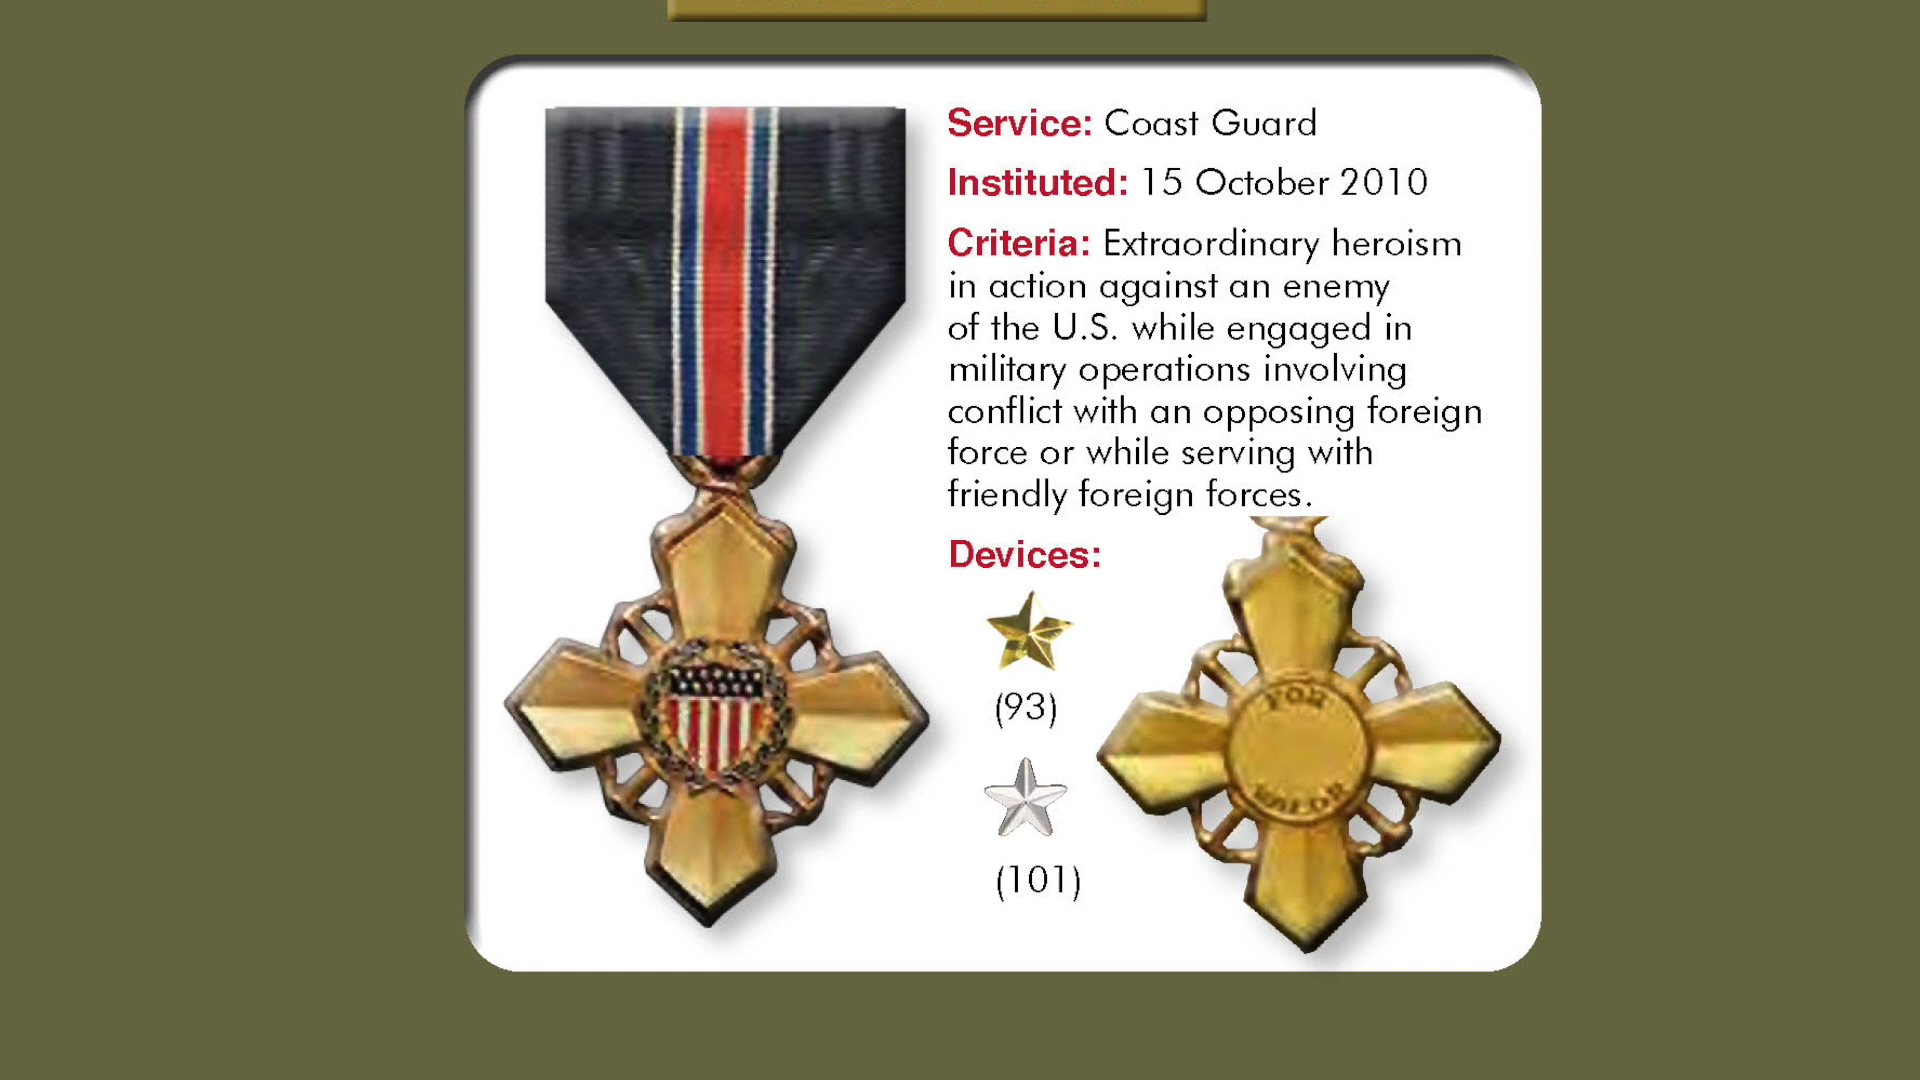 Service: Coast Guard
Instituted: 15 October 2010
Criteria: Extraordinary heroism
in action against an enemy
of the U.S. while engaged in
military operations involving
conflict with an opposing foreign
force or while serving with
friendly foreign forces.
Devices:
(93)
(101)
FOR
VALOR